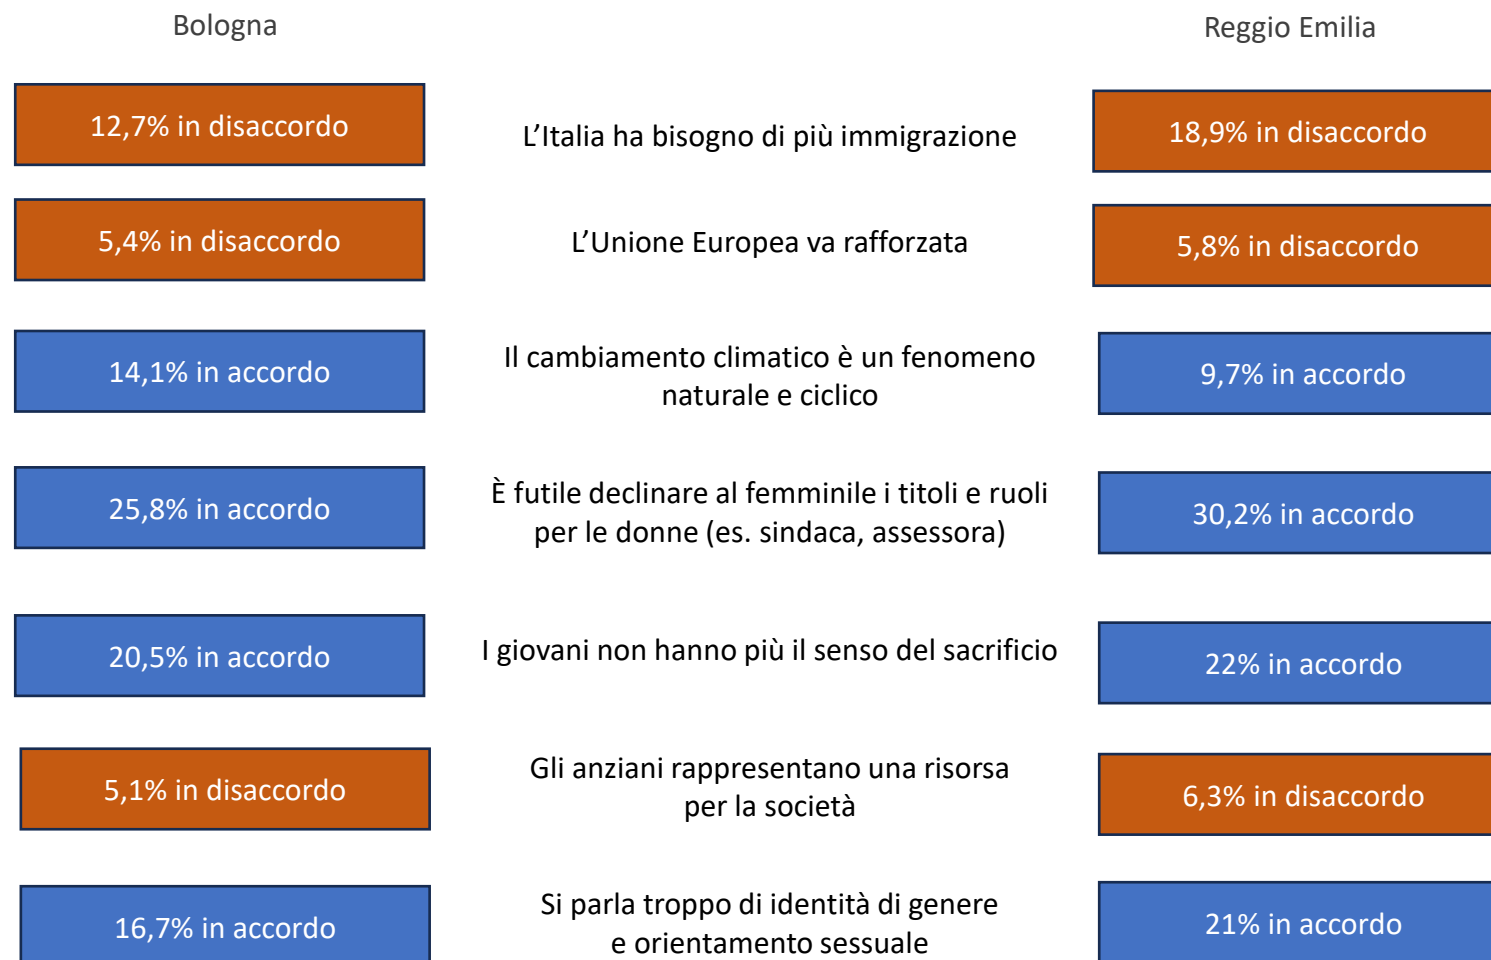 Bologna
Reggio Emilia
12,7% in disaccordo
L’Italia ha bisogno di più immigrazione
18,9% in disaccordo
5,4% in disaccordo
L’Unione Europea va rafforzata
5,8% in disaccordo
14,1% in accordo
Il cambiamento climatico è un fenomeno
naturale e ciclico
9,7% in accordo
25,8% in accordo
È futile declinare al femminile i titoli e ruoli
per le donne (es. sindaca, assessora)
30,2% in accordo
20,5% in accordo
I giovani non hanno più il senso del sacrificio
22% in accordo
5,1% in disaccordo
Gli anziani rappresentano una risorsa
per la società
6,3% in disaccordo
16,7% in accordo
Si parla troppo di identità di genere
e orientamento sessuale
21% in accordo